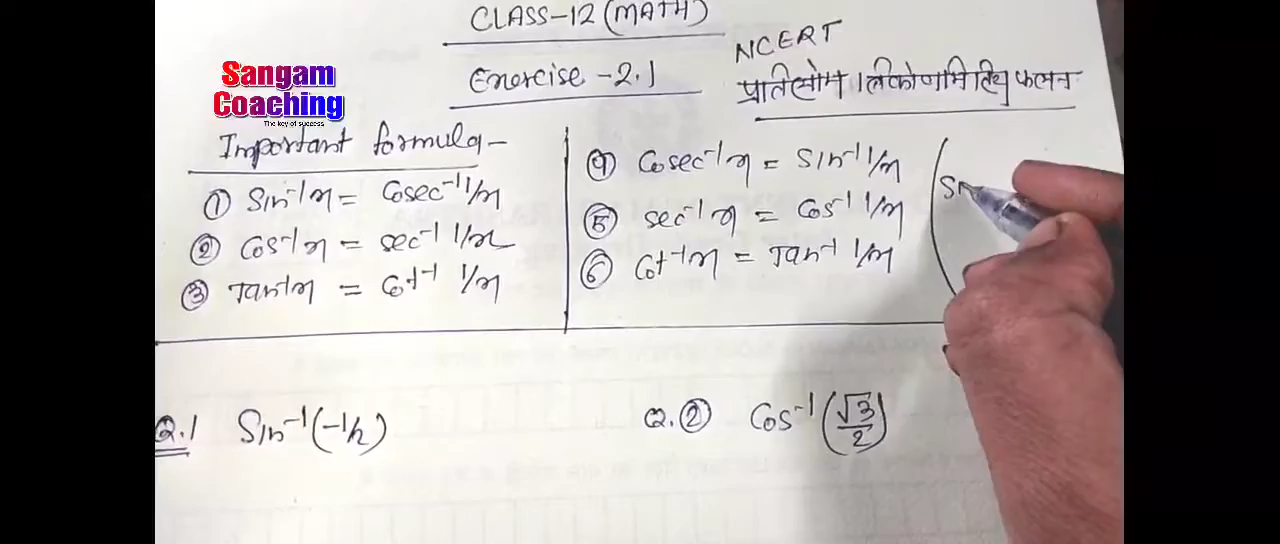 CLASS-12 (MATH)
NCERT
Exercise - 2.1
प्रतिलोम त्रिकोणमितिय फलन
Sangam
Coaching
The key of success
Important formula -
① Sin⁻¹x = Cosec⁻¹ 1/x
② Cos⁻¹x = sec⁻¹ 1/x
③ Tan⁻¹x = Cot⁻¹ 1/x
④ Cosec⁻¹x = Sin⁻¹ 1/x
⑤ sec⁻¹x = Cos⁻¹ 1/x
⑥ Cot⁻¹x = Tan⁻¹ 1/x
Q.1 Sin⁻¹(-1/2)
Q.② Cos⁻¹(√3/2)